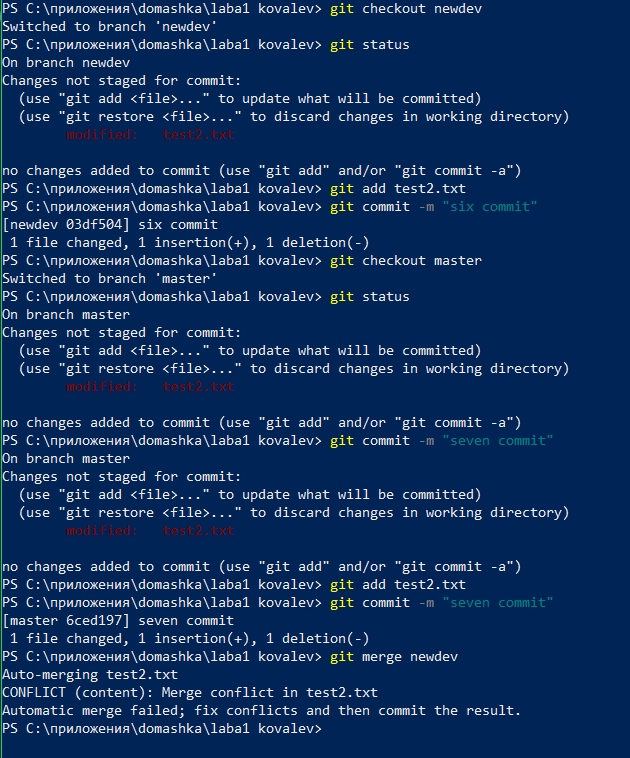 PS C:\приложения\domashka\laba1 kovalev> git checkout newdev
Switched to branch 'newdev'
PS C:\приложения\domashka\laba1 kovalev> git status
On branch newdev
Changes not staged for commit:
  (use "git add <file>..." to update what will be committed)
  (use "git restore <file>..." to discard changes in working directory)
        modified:   test2.txt

no changes added to commit (use "git add" and/or "git commit -a")
PS C:\приложения\domashka\laba1 kovalev> git add test2.txt
PS C:\приложения\domashka\laba1 kovalev> git commit -m "six commit"
[newdev 03df504] six commit
 1 file changed, 1 insertion(+), 1 deletion(-)
PS C:\приложения\domashka\laba1 kovalev> git checkout master
Switched to branch 'master'
PS C:\приложения\domashka\laba1 kovalev> git status
On branch master
Changes not staged for commit:
  (use "git add <file>..." to update what will be committed)
  (use "git restore <file>..." to discard changes in working directory)
        modified:   test2.txt

no changes added to commit (use "git add" and/or "git commit -a")
PS C:\приложения\domashka\laba1 kovalev> git commit -m "seven commit"
On branch master
Changes not staged for commit:
  (use "git add <file>..." to update what will be committed)
  (use "git restore <file>..." to discard changes in working directory)
        modified:   test2.txt

no changes added to commit (use "git add" and/or "git commit -a")
PS C:\приложения\domashka\laba1 kovalev> git add test2.txt
PS C:\приложения\domashka\laba1 kovalev> git commit -m "seven commit"
[master 6ced197] seven commit
 1 file changed, 1 insertion(+), 1 deletion(-)
PS C:\приложения\domashka\laba1 kovalev> git merge newdev
Auto-merging test2.txt
CONFLICT (content): Merge conflict in test2.txt
Automatic merge failed; fix conflicts and then commit the result.
PS C:\приложения\domashka\laba1 kovalev>